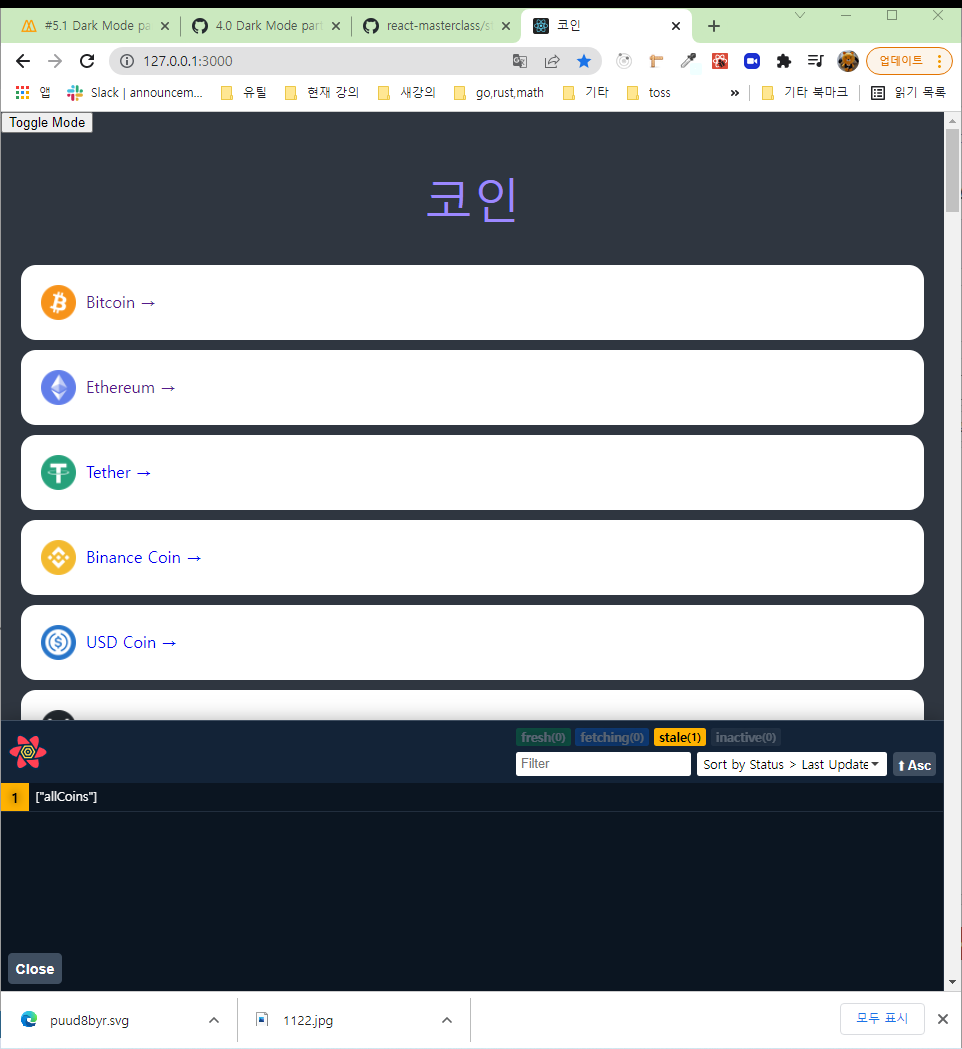 #5.1 Dark Mode pa
4.0 Dark Mode part
react-masterclass/s
코인
127.0.0.1:3000
업데이트
앱
Slack | announcem...
유틸
현재 강의
새강의
go,rust,math
기타
toss
»
기타 북마크
읽기 목록
Toggle Mode
코인
Bitcoin →
Ethereum →
Tether →
Binance Coin →
USD Coin →
fresh(0) fetching(0) stale(1) inactive(0)
Filter
Sort by Status > Last Update
⬆ Asc
1 ["allCoins"]
Close
puud8byr.svg
1122.jpg
모두 표시